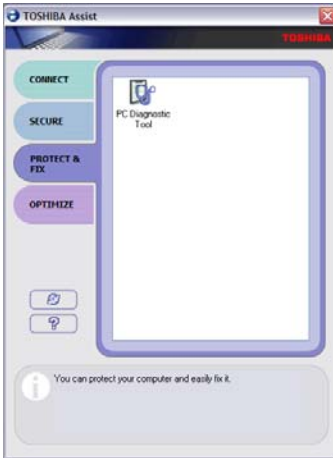 TOSHIBA Assist
TOSHIBA
CONNECT
SECURE
PROTECT &
FIX
OPTIMIZE
PC Diagnostic
Tool
?
You can protect your computer and easily fix it.